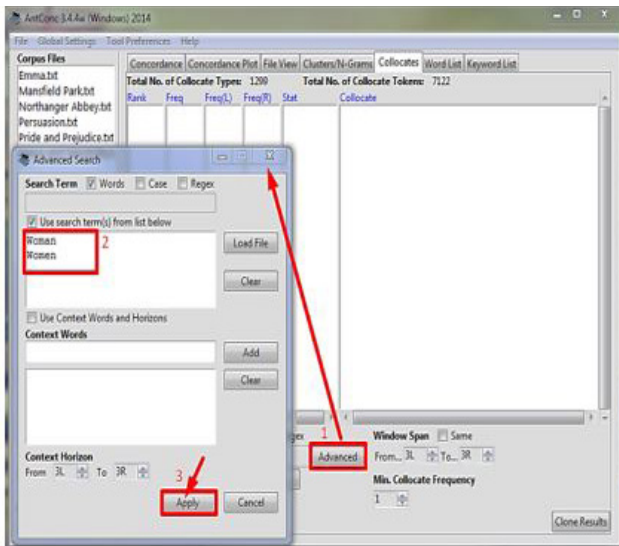 AntConc 3.4.4w (Windows) 2014
File Global Settings Tool Preferences Help
Corpus Files
Emma.txt
Mansfield Park.txt
Northanger Abbey.txt
Persuasion.txt
Pride and Prejudice.txt
Concordance Concordance Plot File View Clusters/N-Grams Collocates Word List Keyword List
Total No. of Collocate Types: 1290 Total No. of Collocate Tokens: 7122
Rank Freq Freq(L) Freq(R) Stat Collocate
Advanced Search
Search Term Words Case Regex
Use search term(s) from list below
Woman
Women
2
Load File
Clear
Use Context Words and Horizons
Context Words
Add
Clear
Context Horizon
From 3L To 3R
3
Apply Cancel
1
Advanced
Window Span Same
From... 3L To... 3R
Min. Collocate Frequency
1
Clone Results